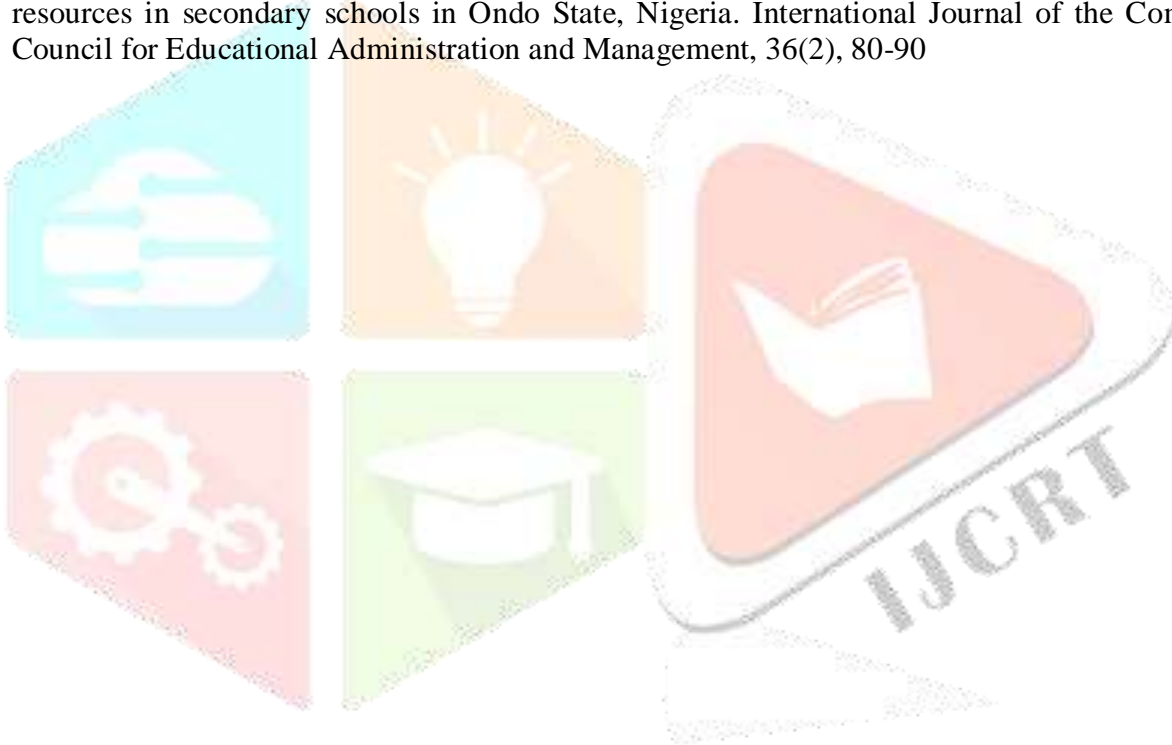 resources in secondary schools in Ondo State, Nigeria. International Journal of the
Council for Educational Administration and Management, 36(2), 80-90
IJCRT